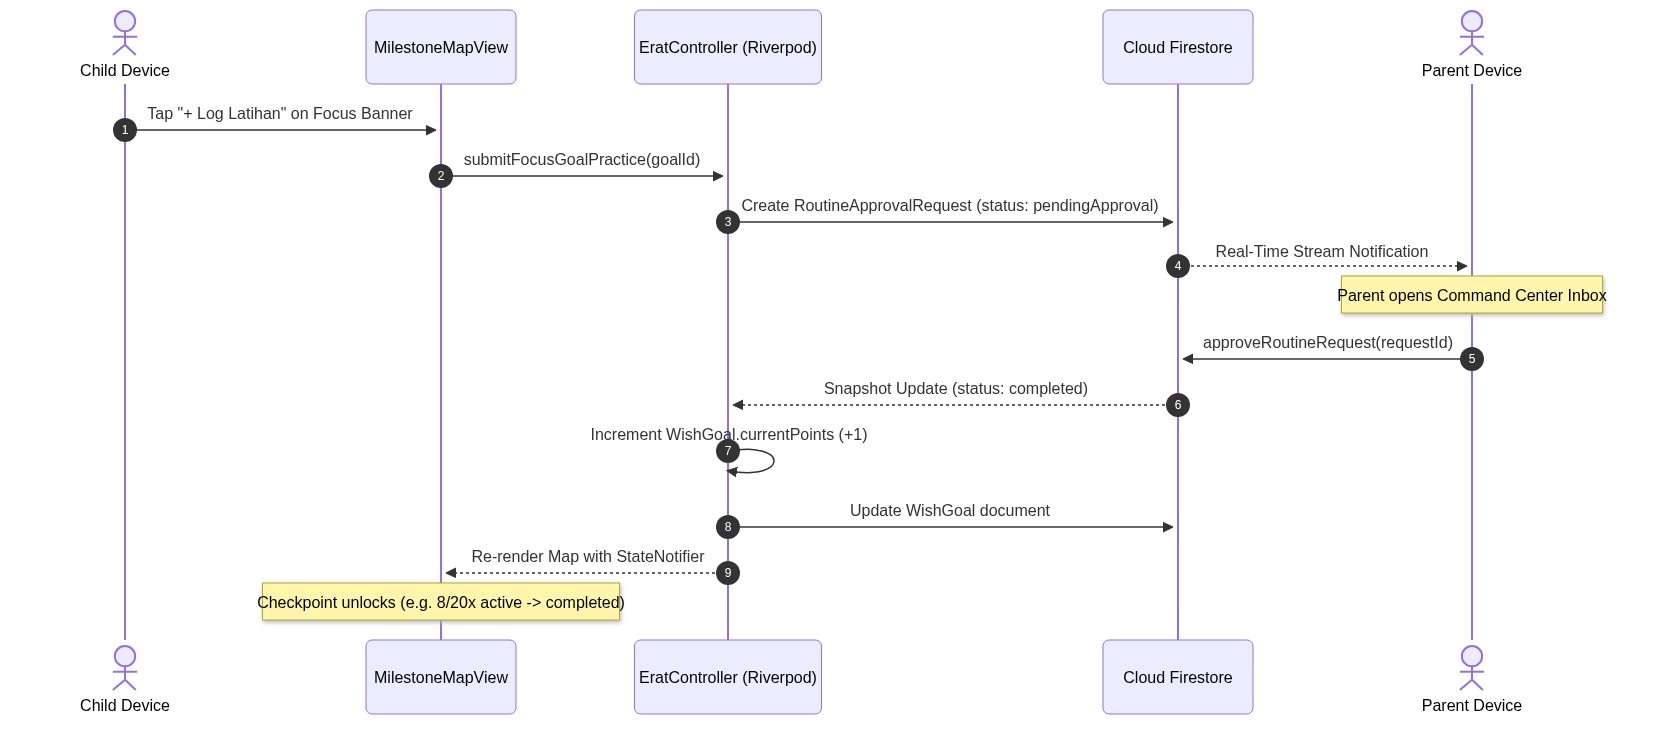 Child Device
MilestoneMapView
EratController (Riverpod)
Cloud Firestore
Parent Device
Tap "+ Log Latihan" on Focus Banner
1
submitFocusGoalPractice(goalId)
2
Create RoutineApprovalRequest (status: pendingApproval)
3
Real-Time Stream Notification
4
Parent opens Command Center Inbox
approveRoutineRequest(requestId)
5
Snapshot Update (status: completed)
6
Increment WishGoal.currentPoints (+1)
7
Update WishGoal document
8
Re-render Map with StateNotifier
9
Checkpoint unlocks (e.g. 8/20x active -> completed)
Child Device
MilestoneMapView
EratController (Riverpod)
Cloud Firestore
Parent Device